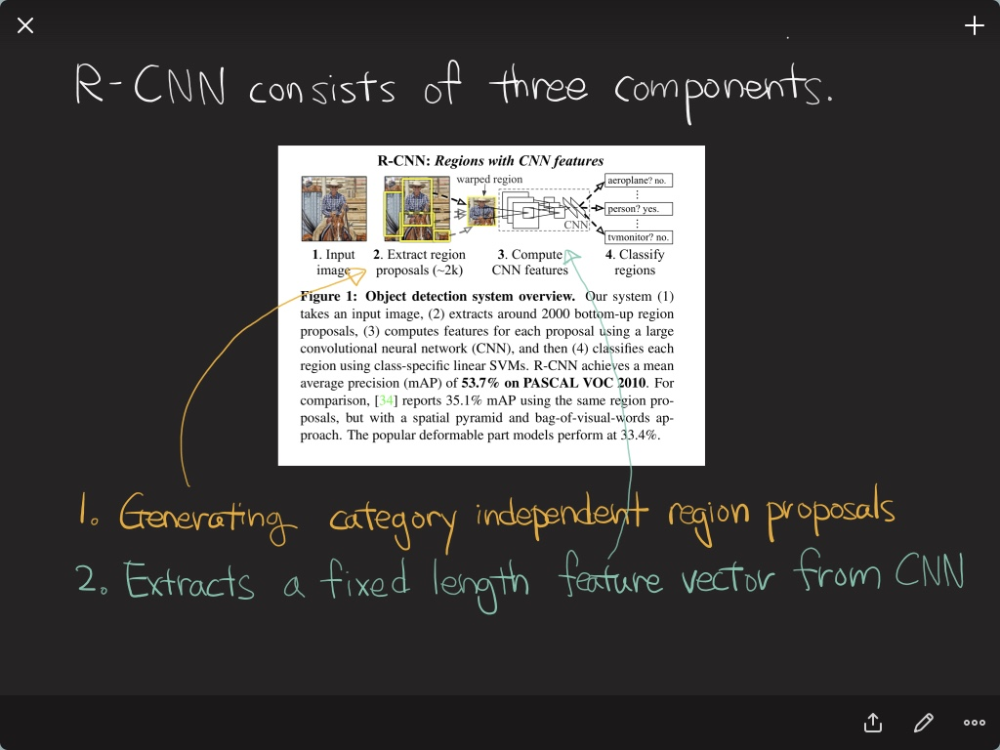 R-CNN consists of three components.
R-CNN: Regions with CNN features
warped region
aeroplane? no.
person? yes.
CNN
tvmonitor? no.
1. Input image
2. Extract region proposals (~2k)
3. Compute CNN features
4. Classify regions
Figure 1: Object detection system overview. Our system (1)
takes an input image, (2) extracts around 2000 bottom-up region
proposals, (3) computes features for each proposal using a large
convolutional neural network (CNN), and then (4) classifies each
region using class-specific linear SVMs. R-CNN achieves a mean
average precision (mAP) of 53.7% on PASCAL VOC 2010. For
comparison, [34] reports 35.1% mAP using the same region pro-
posals, but with a spatial pyramid and bag-of-visual-words ap-
proach. The popular deformable part models perform at 33.4%.
1. Generating category independent region proposals
2. Extracts a fixed length feature vector from CNN